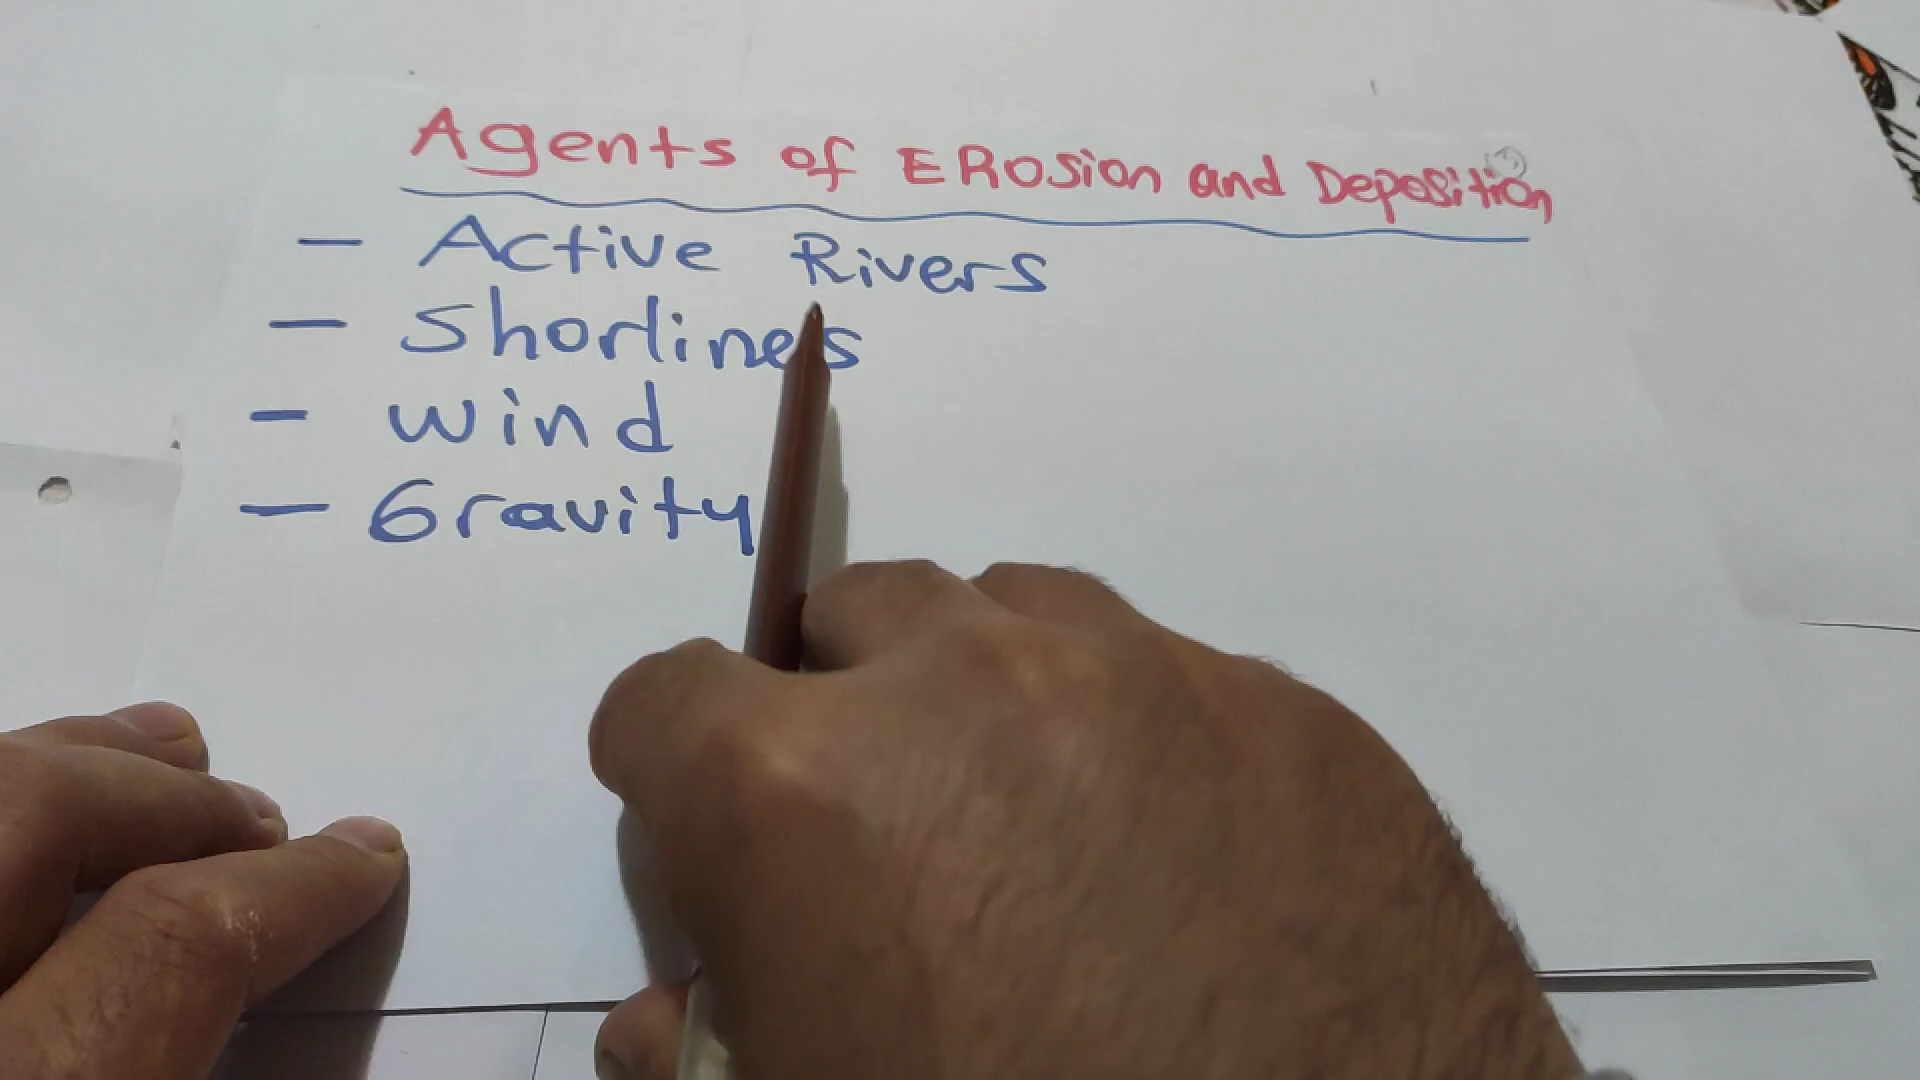 Agents of EROSion and Deposition
- Active Rivers
- Shorlines
- Wind
- Gravity